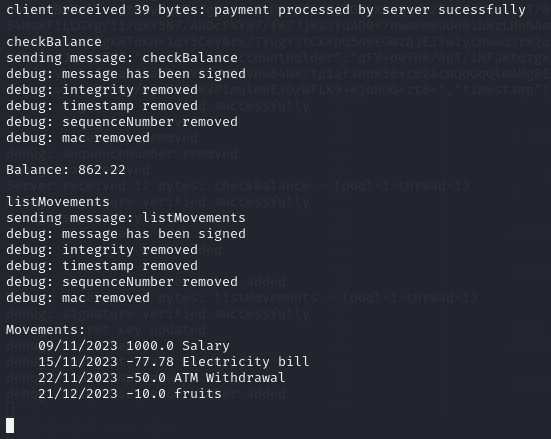 client received 39 bytes: payment processed by server sucessfully
checkBalance
sending message: checkBalance
debug: message has been signed
debug: integrity removed
debug: timestamp removed
debug: sequenceNumber removed
debug: mac removed
Balance: 862.22
listMovements
sending message: listMovements
debug: message has been signed
debug: integrity removed
debug: timestamp removed
debug: sequenceNumber removed
debug: mac removed
Movements:
09/11/2023 1000.0 Salary
15/11/2023 -77.78 Electricity bill
22/11/2023 -50.0 ATM Withdrawal
21/12/2023 -10.0 fruits